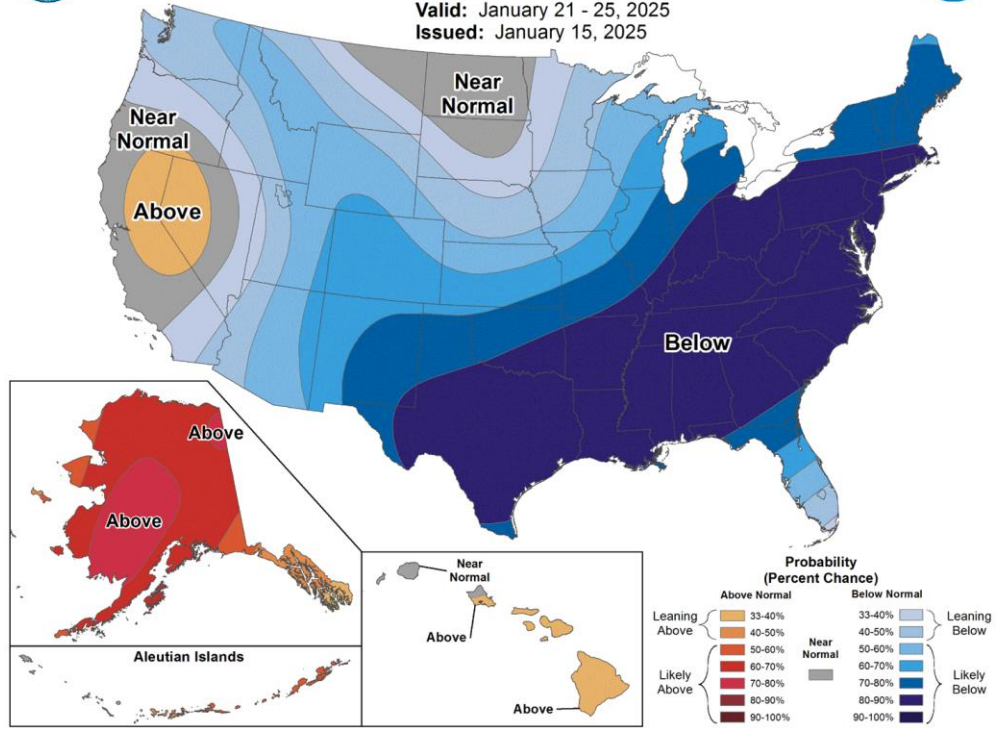 Valid: January 21 - 25, 2025
Issued: January 15, 2025
Near
Normal
Near
Normal
Above
Below
Above
Above
Near
Normal
Above
Above
Aleutian Islands
Probability
(Percent Chance)
Above Normal
Below Normal
Leaning
Above
33-40%
40-50%
Likely
Above
50-60%
60-70%
70-80%
80-90%
90-100%
Near
Normal
33-40%
40-50%
Leaning
Below
50-60%
60-70%
70-80%
80-90%
90-100%
Likely
Below